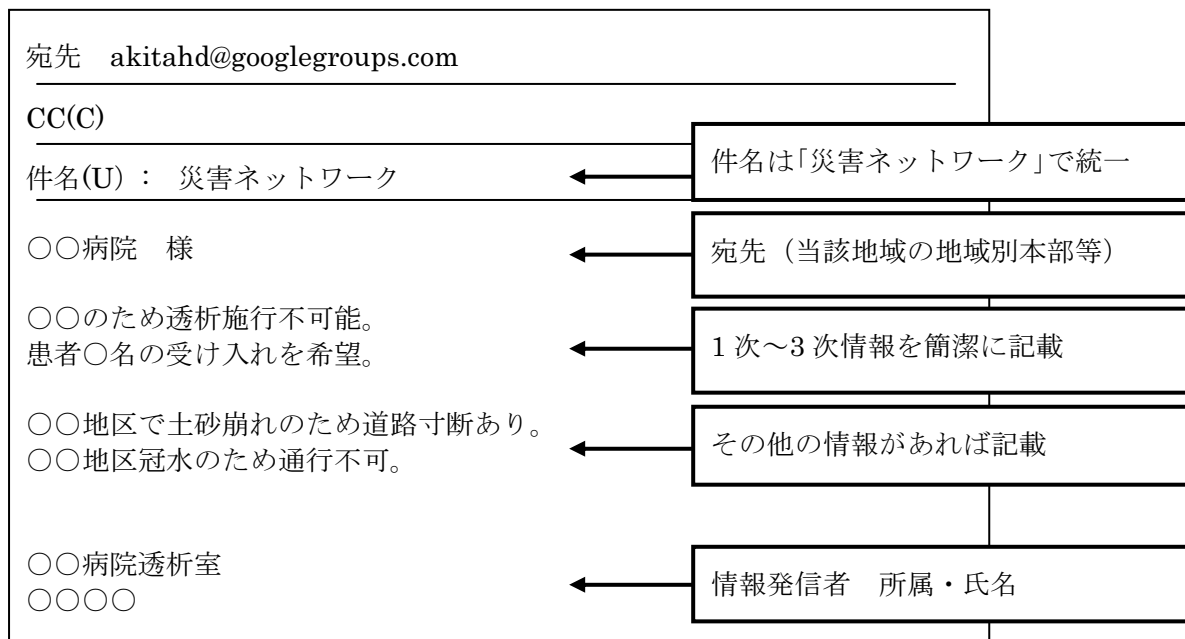 宛先　akitahd@googlegroups.com
CC(C)
件名は｢災害ネットワーク｣で統一
件名(U)：　災害ネットワーク
○○病院　様
宛先（当該地域の地域別本部等）
○○のため透析施行不可能。
患者○名の受け入れを希望。
1次～3次情報を簡潔に記載
○○地区で土砂崩れのため道路寸断あり。
○○地区冠水のため通行不可。
その他の情報があれば記載
○○病院透析室
○○○○
情報発信者　所属・氏名